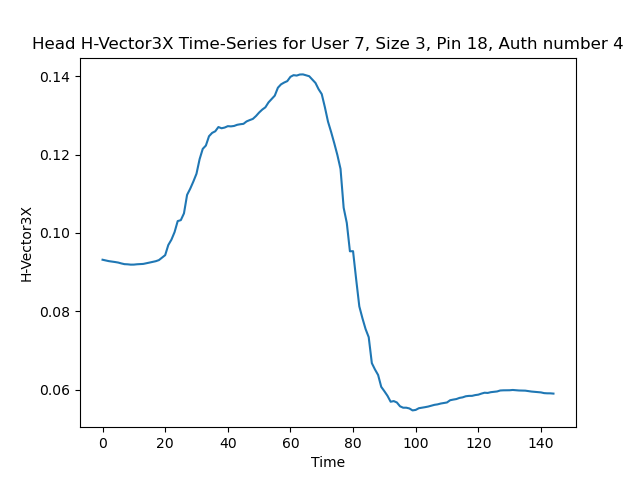 Head H-Vector3X Time-Series for User 7, Size 3, Pin 18, Auth number 4
0.14
0.12
0.10
0.08
0.06
H-Vector3X
0 20 40 60 80 100 120 140
Time